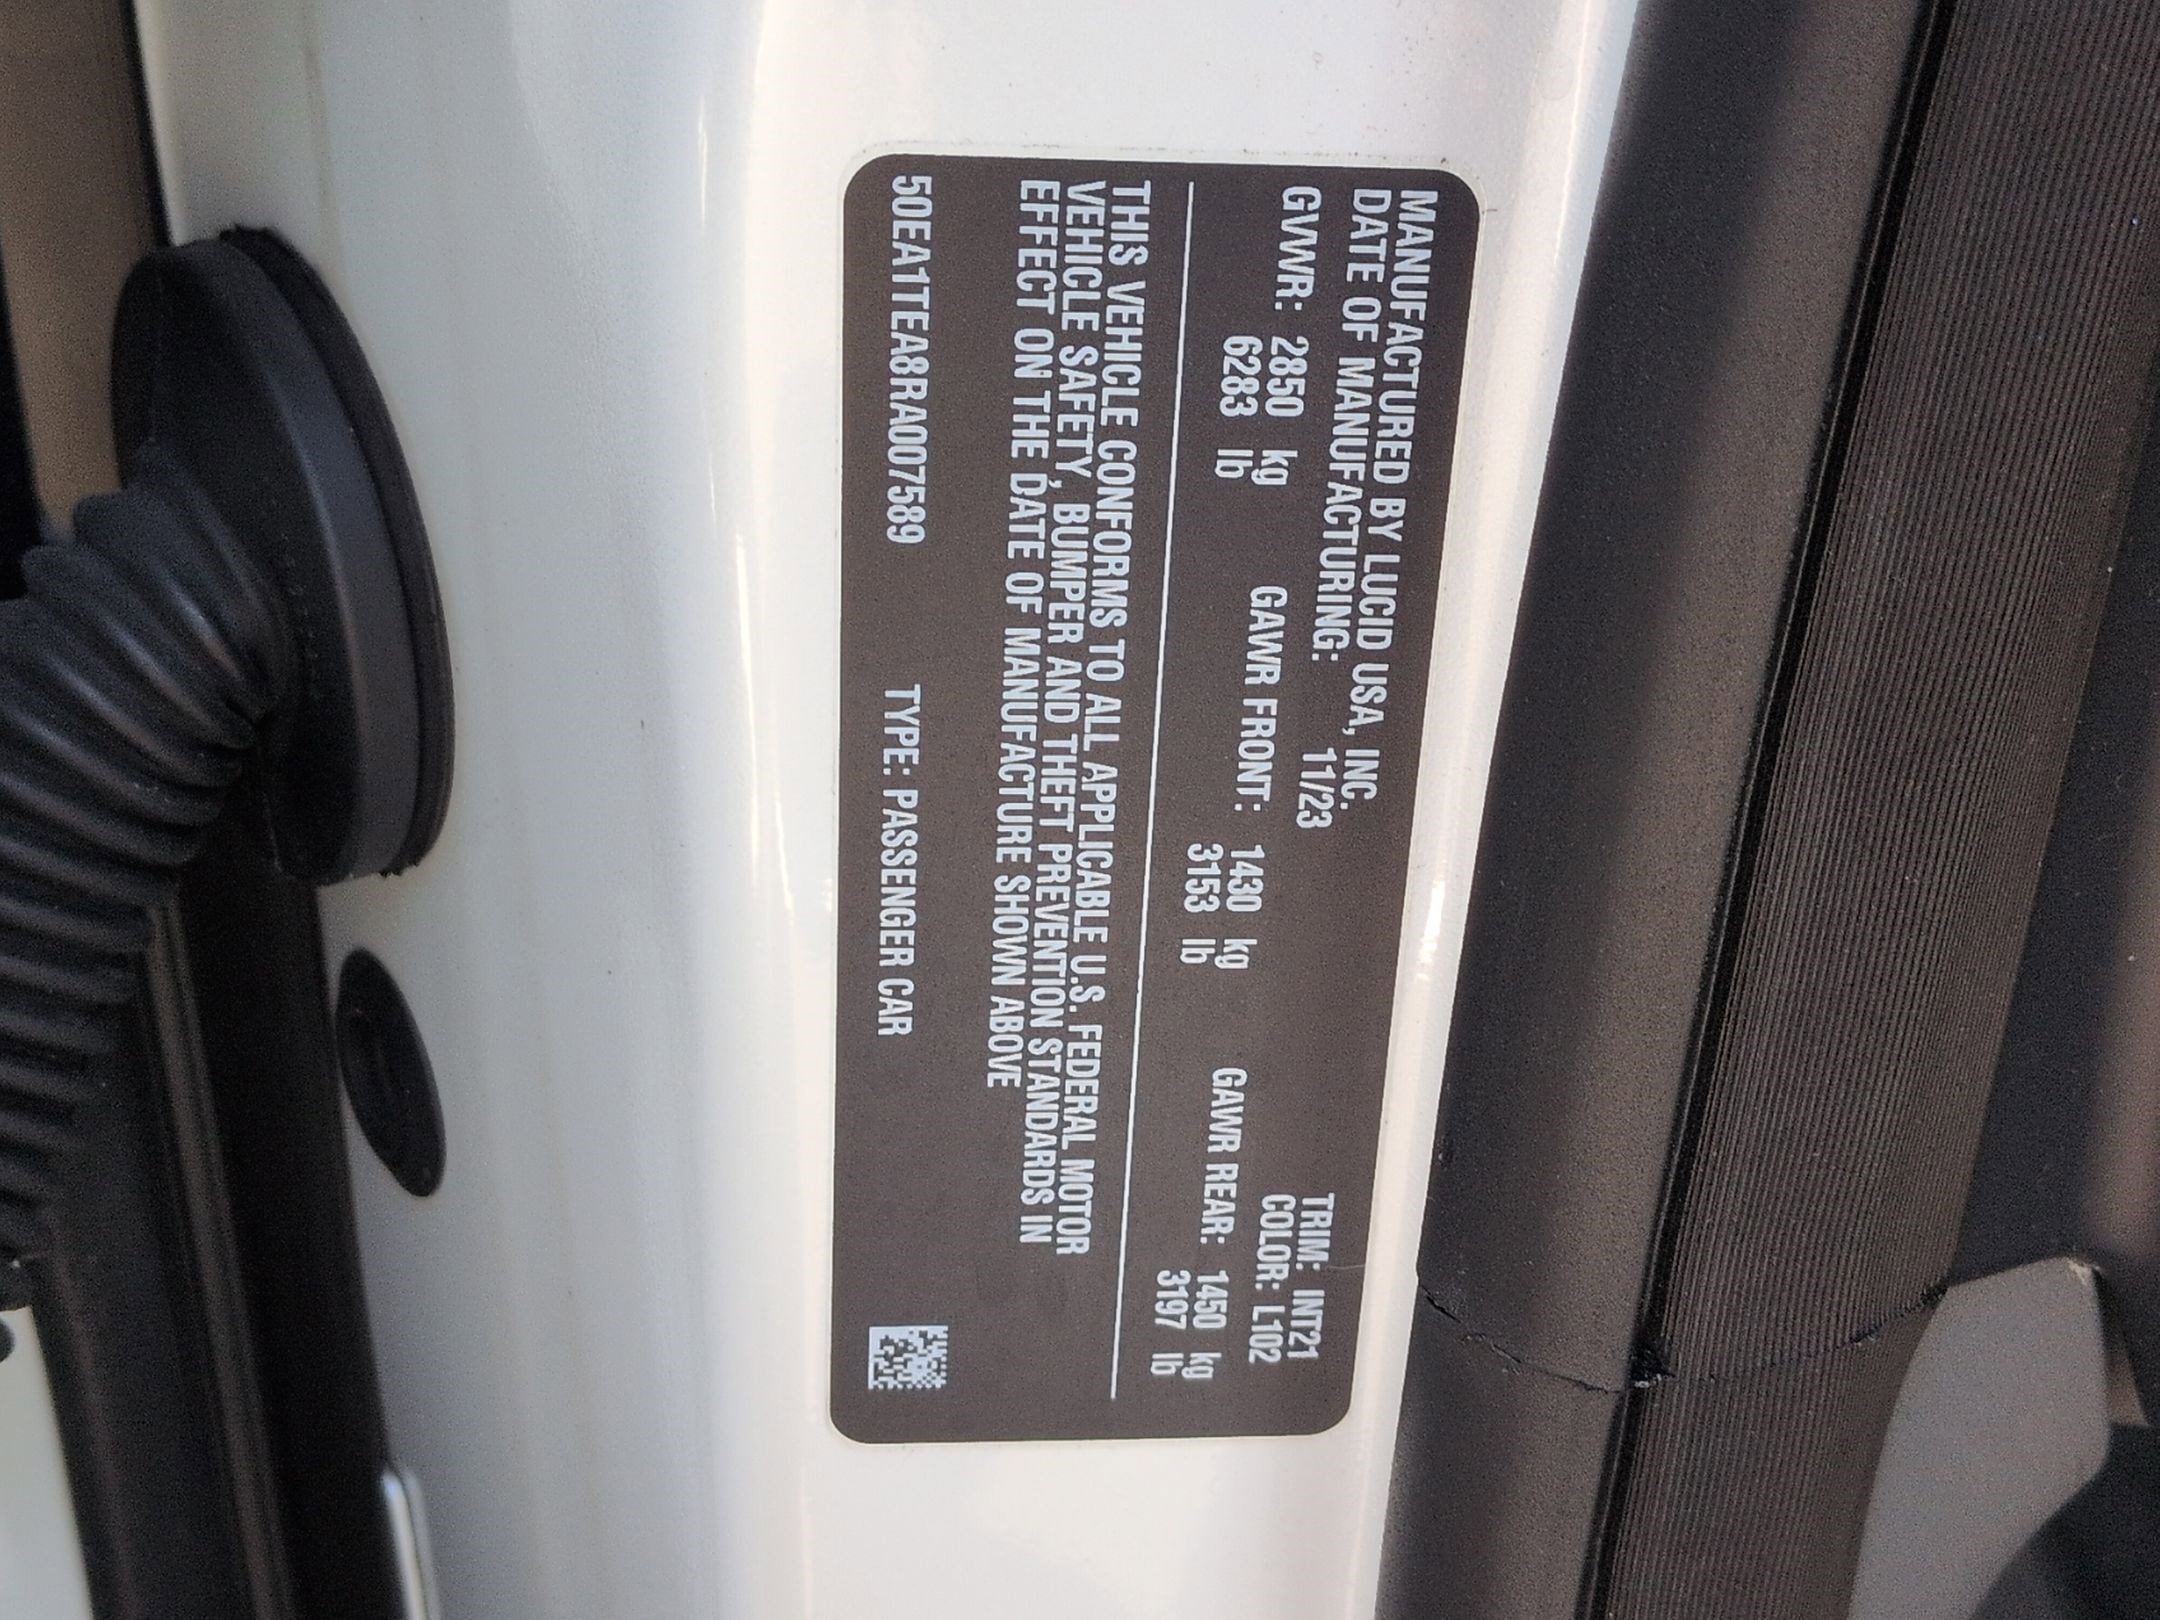 MANUFACTURED BY LUCID USA, INC.
DATE OF MANUFACTURING: 11/23
TRIM: INT21
COLOR: L102
GVWR: 2850 kg
6283 lb
GAWR FRONT: 1430 kg
3153 lb
GAWR REAR: 1450 kg
3197 lb
THIS VEHICLE CONFORMS TO ALL APPLICABLE U.S. FEDERAL MOTOR
VEHICLE SAFETY, BUMPER AND THEFT PREVENTION STANDARDS IN
EFFECT ON THE DATE OF MANUFACTURE SHOWN ABOVE
50EA1TEA8RA007589 TYPE: PASSENGER CAR